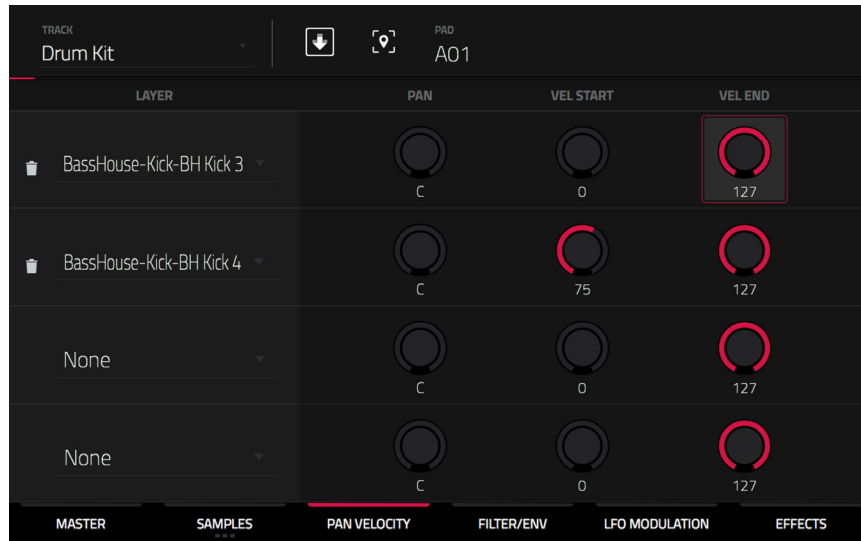 TRACK
Drum Kit
PAD
A01
LAYER PAN VEL START VEL END
BassHouse-Kick-BH Kick 3
C 0 127
BassHouse-Kick-BH Kick 4
C 75 127
None
C 0 127
None
C 0 127
MASTER SAMPLES PAN VELOCITY FILTER/ENV LFO MODULATION EFFECTS